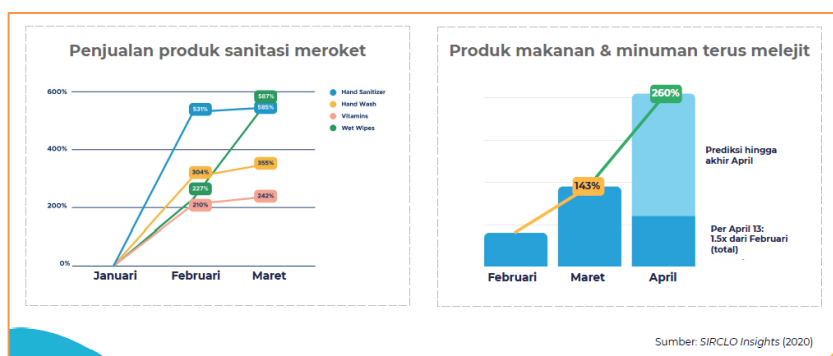 Penjualan produk sanitasi meroket
600%
400%
200%
0%
587%
585%
531%
355%
304%
242%
227%
210%
Januari
Februari
Maret
Hand Sanitizer
Hand Wash
Vitamins
Wet Wipes
Produk makanan & minuman terus melejit
260%
143%
Prediksi hingga
akhir April
Per April 13:
1.5x dari Februari
(total)
Februari
Maret
April
Sumber: SIRCLO Insights (2020)